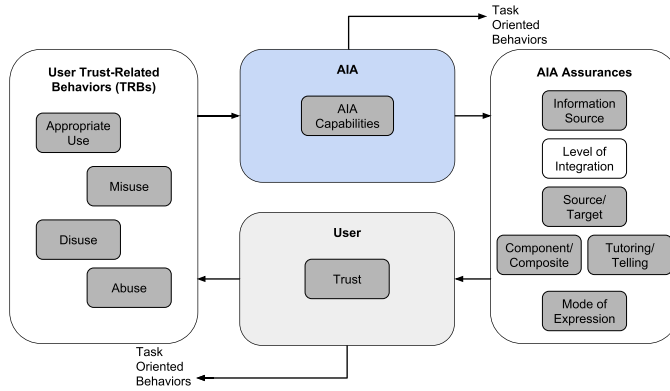 Task
Oriented
Behaviors
User Trust-Related
Behaviors (TRBs)
Appropriate
Use
Misuse
Disuse
Abuse
AIA
AIA
Capabilities
User
Trust
AIA Assurances
Information
Source
Level of
Integration
Source/
Target
Component/
Composite
Tutoring/
Telling
Mode of
Expression
Task
Oriented
Behaviors